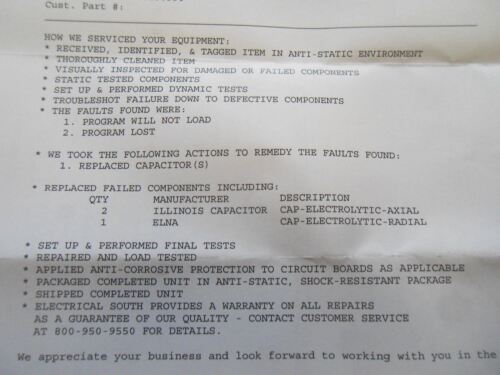 Cust. Part #:
HOW WE SERVICED YOUR EQUIPMENT:
* RECEIVED, IDENTIFIED, & TAGGED ITEM IN ANTI-STATIC ENVIRONMENT
* THOROUGHLY CLEANED ITEM
* VISUALLY INSPECTED FOR DAMAGED OR FAILED COMPONENTS
* STATIC TESTED COMPONENTS
* SET UP & PERFORMED DYNAMIC TESTS
* TROUBLESHOT FAILURE DOWN TO DEFECTIVE COMPONENTS
* THE FAULTS FOUND WERE:
1. PROGRAM WILL NOT LOAD
2. PROGRAM LOST
* WE TOOK THE FOLLOWING ACTIONS TO REMEDY THE FAULTS FOUND:
1. REPLACED CAPACITOR(S)
* REPLACED FAILED COMPONENTS INCLUDING:
QTY MANUFACTURER DESCRIPTION
2 ILLINOIS CAPACITOR CAP-ELECTROLYTIC-AXIAL
1 ELNA CAP-ELECTROLYTIC-RADIAL
* SET UP & PERFORMED FINAL TESTS
* REPAIRED AND LOAD TESTED
* APPLIED ANTI-CORROSIVE PROTECTION TO CIRCUIT BOARDS AS APPLICABLE
* PACKAGED COMPLETED UNIT IN ANTI-STATIC, SHOCK-RESISTANT PACKAGE
* SHIPPED COMPLETED UNIT
* ELECTRICAL SOUTH PROVIDES A WARRANTY ON ALL REPAIRS
AS A GUARANTEE OF OUR QUALITY - CONTACT CUSTOMER SERVICE
AT 800-950-9550 FOR DETAILS.
We appreciate your business and look forward to working with you in the